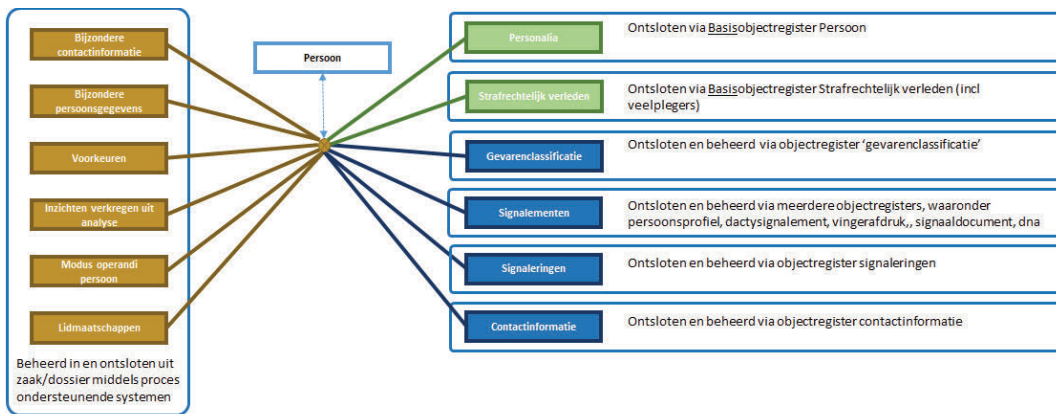 Bijzondere
contactinformatie
Bijzondere
persoonsgegevens
Voorkeuren
Inzichten verkregen uit
analyse
Modus operandi
persoon
Lidmaatschappen
Beheerd in en ontsloten uit
zaak/dossier middels proces
ondersteunende systemen
Persoon
Personalia
Ontsloten via Basisobjectregister Persoon
Strafrechtelijk verleden
Ontsloten via Basisobjectregister Strafrechtelijk verleden (incl
veelplegers)
Gevarenclassificatie
Ontsloten en beheerd via objectregister ‘gevarenclassificatie’
Signalementen
Ontsloten en beheerd via meerdere objectregisters, waaronder
persoonsprofiel, dactysignalement, vingerafdruk,, signaaldocument, dna
Signaleringen
Ontsloten en beheerd via objectregister signaleringen
Contactinformatie
Ontsloten en beheerd via objectregister contactinformatie